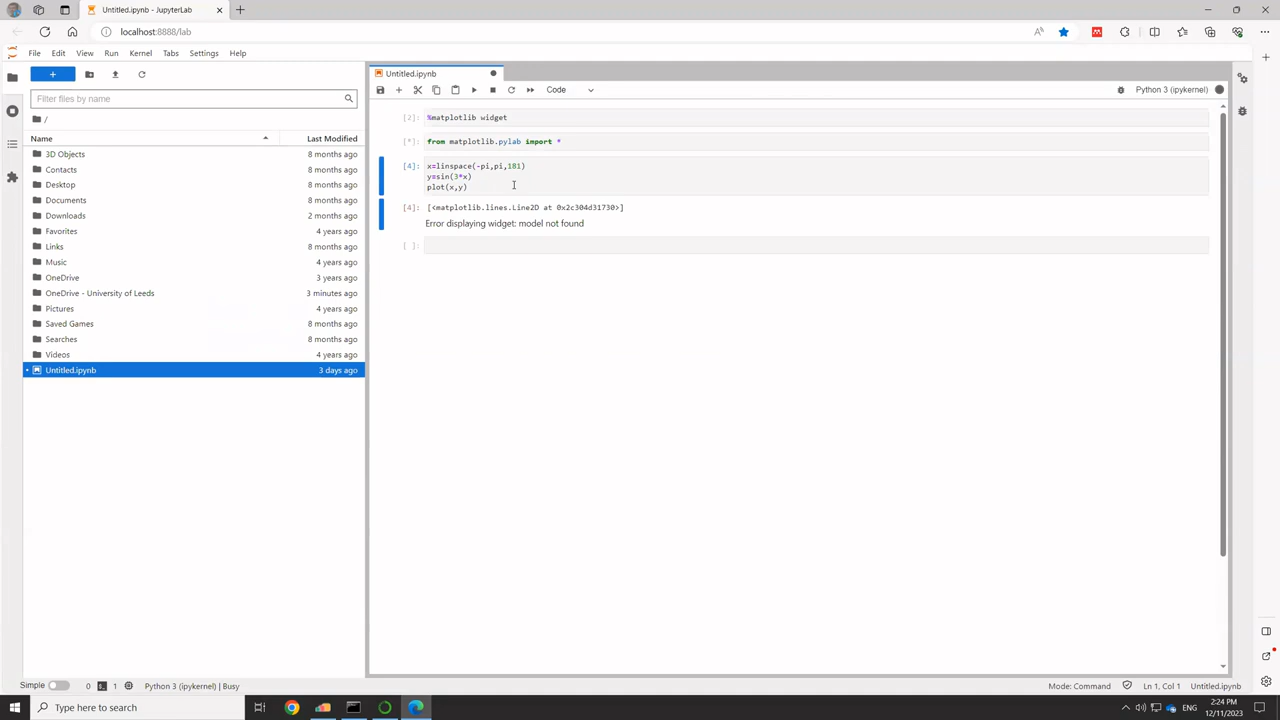 Untitled.ipynb - JupyterLab
localhost:8888/lab
File Edit View Run Kernel Tabs Settings Help
Filter files by name
/
Name Last Modified
3D Objects 8 months ago
Contacts 8 months ago
Desktop 8 months ago
Documents 8 months ago
Downloads 2 months ago
Favorites 4 years ago
Links 8 months ago
Music 4 years ago
OneDrive 3 years ago
OneDrive - University of Leeds 3 minutes ago
Pictures 4 years ago
Saved Games 8 months ago
Searches 8 months ago
Videos 4 years ago
Untitled.ipynb 3 days ago
Untitled.ipynb
Code
Python 3 (ipykernel)
[2]: %matplotlib widget
[*]: from matplotlib.pylab import *
[4]: x=linspace(-pi,pi,181)
y=sin(3*x)
plot(x,y)
[4]: [<matplotlib.lines.Line2D at 0x2c304d31730>]
Error displaying widget: model not found
[ ]:
Simple 0 1 Python 3 (ipykernel) | Busy
Mode: Command Ln 1, Col 1 Untitled.ipynb
Type here to search
ENG
2:24 PM
12/11/2023